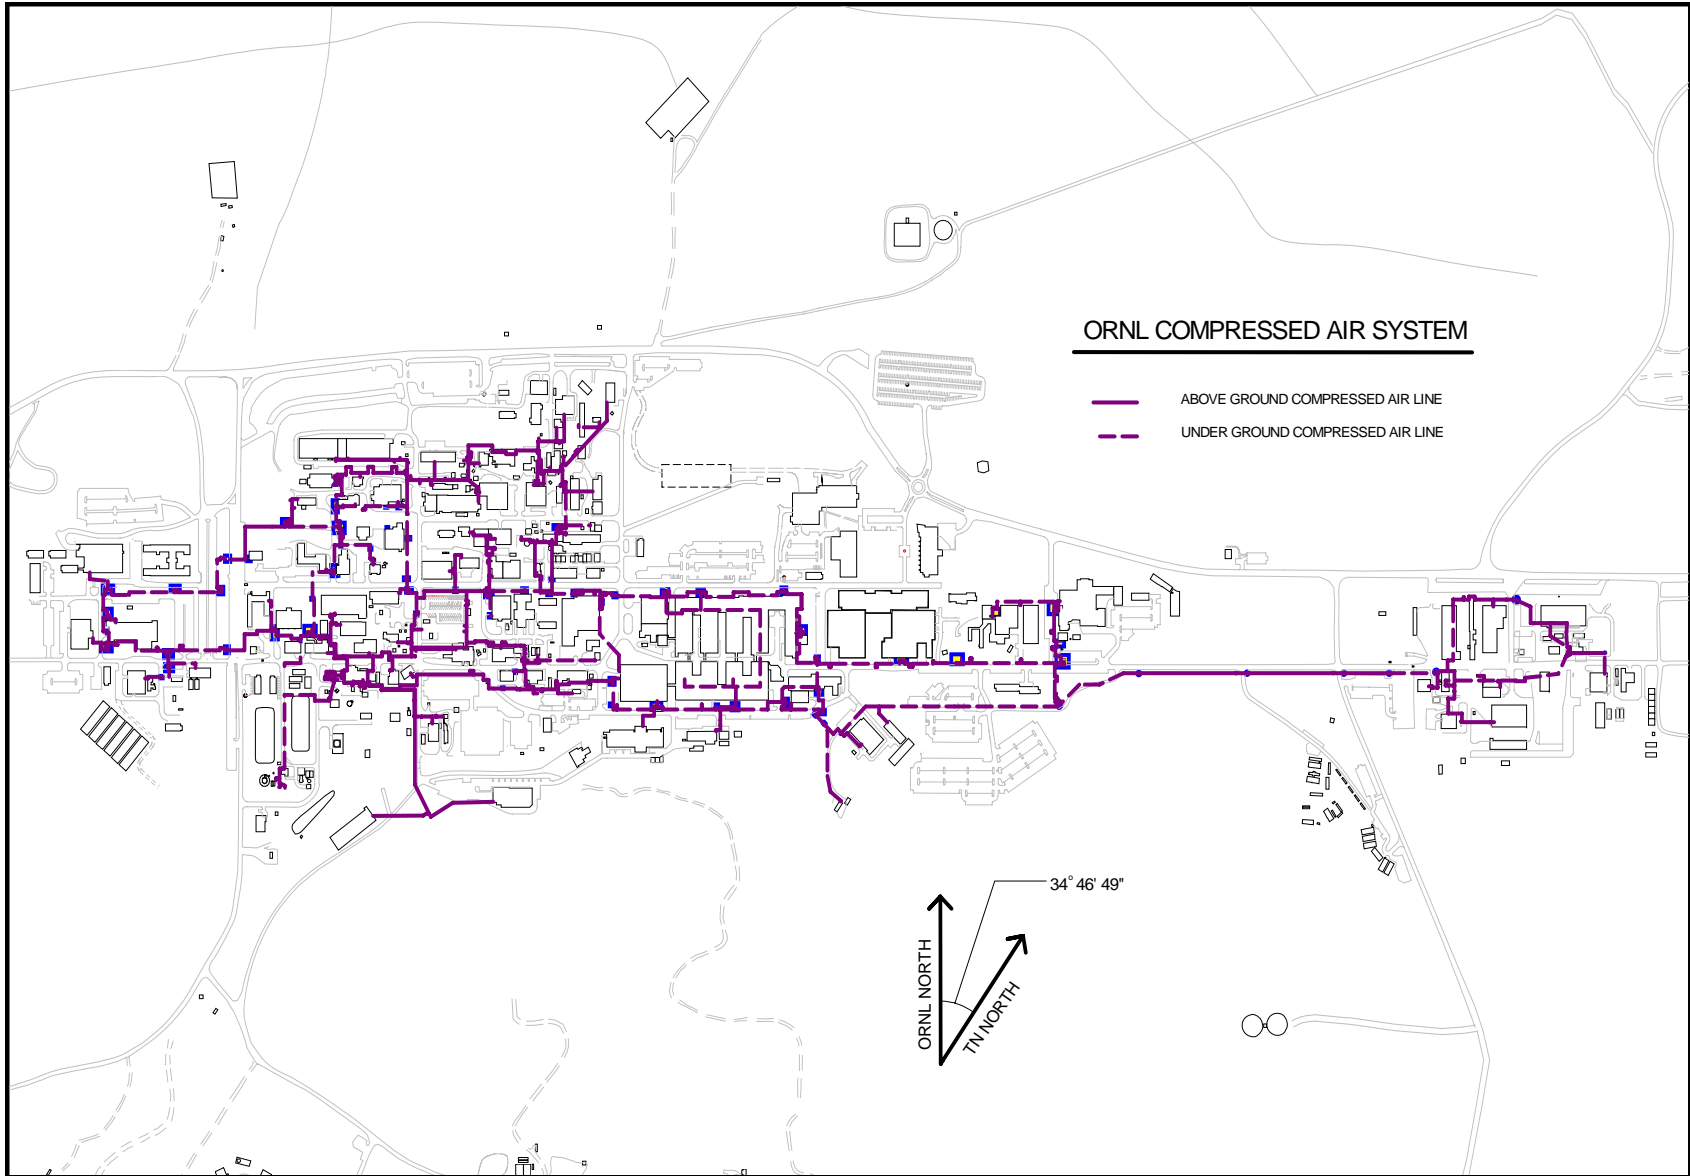 ORNL COMPRESSED AIR SYSTEM
ABOVE GROUND COMPRESSED AIR LINE
UNDER GROUND COMPRESSED AIR LINE
34° 46' 49"
ORNL NORTH
TN NORTH